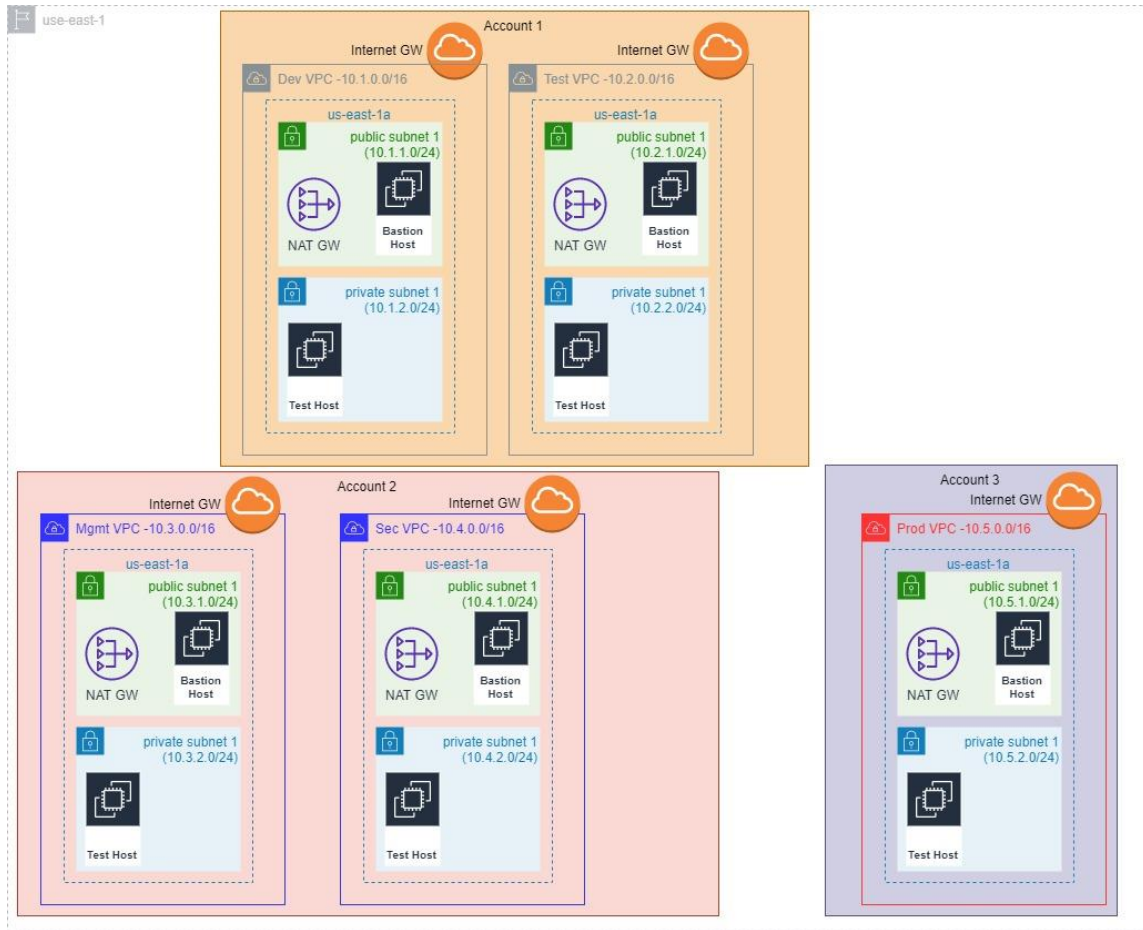 use-east-1
Account 1
Internet GW
Internet GW
Dev VPC -10.1.0.0/16
Test VPC -10.2.0.0/16
us-east-1a
public subnet 1
(10.1.1.0/24)
NAT GW
Bastion
Host
private subnet 1
(10.1.2.0/24)
Test Host
us-east-1a
public subnet 1
(10.2.1.0/24)
NAT GW
Bastion
Host
private subnet 1
(10.2.2.0/24)
Test Host
Account 2
Internet GW
Internet GW
Mgmt VPC -10.3.0.0/16
Sec VPC -10.4.0.0/16
us-east-1a
public subnet 1
(10.3.1.0/24)
NAT GW
Bastion
Host
private subnet 1
(10.3.2.0/24)
Test Host
us-east-1a
public subnet 1
(10.4.1.0/24)
NAT GW
Bastion
Host
private subnet 1
(10.4.2.0/24)
Test Host
Account 3
Internet GW
Prod VPC -10.5.0.0/16
us-east-1a
public subnet 1
(10.5.1.0/24)
NAT GW
Bastion
Host
private subnet 1
(10.5.2.0/24)
Test Host